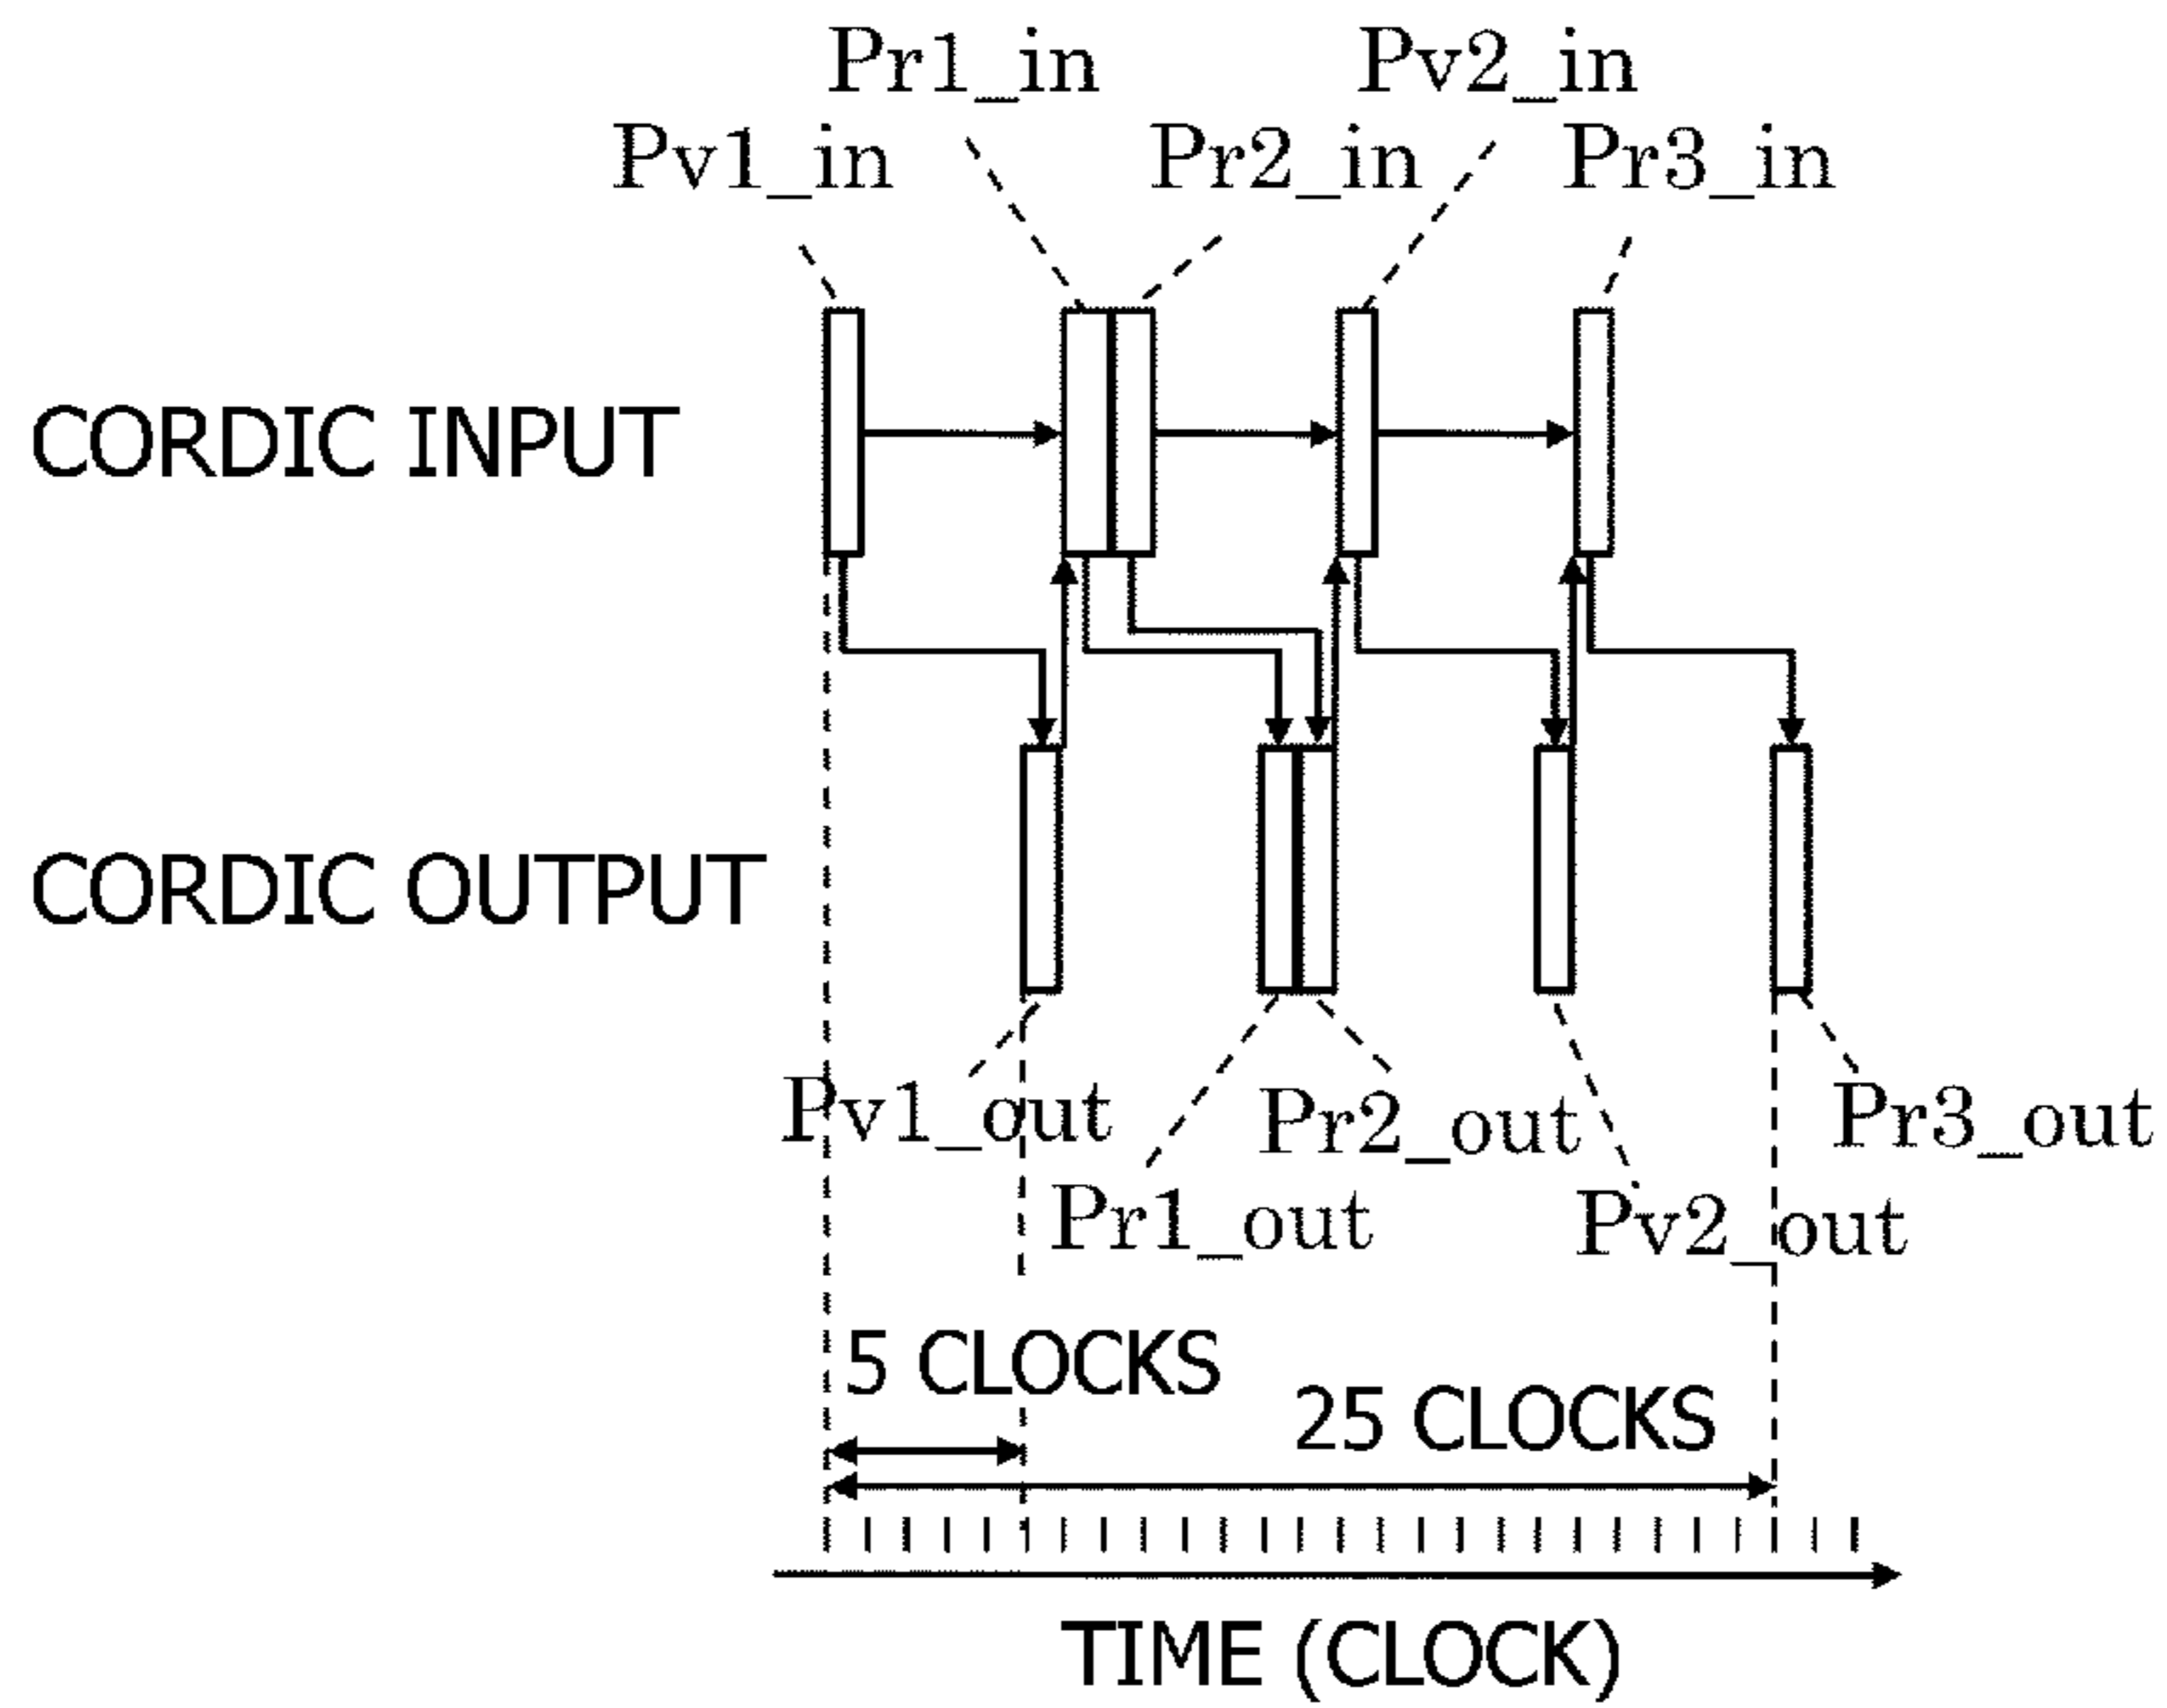 Pr1_in Pv2_in
Pv1_in Pr2_in Pr3_in
CORDIC INPUT
CORDIC OUTPUT
Pv1_out Pr2_out Pr3_out
Pr1_out Pv2_out
5 CLOCKS
25 CLOCKS
TIME (CLOCK)